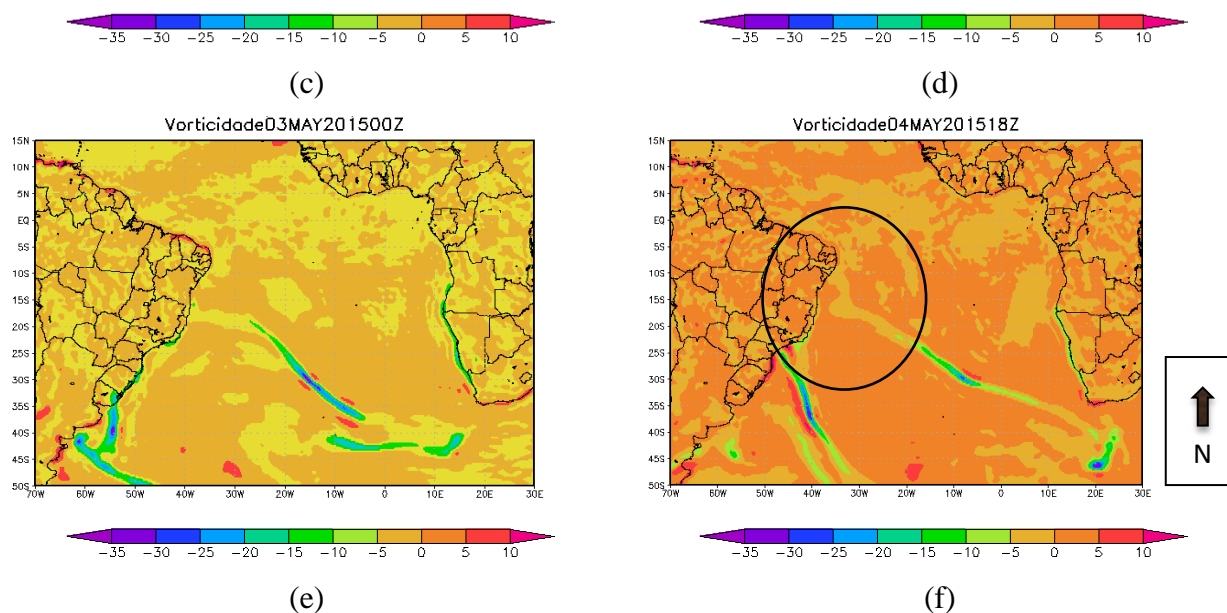 -35 -30 -25 -20 -15 -10 -5 0 5 10
-35 -30 -25 -20 -15 -10 -5 0 5 10
(c)
(d)
Vorticidade03MAY201500Z
15N
10N
5N
EQ
5S
10S
15S
20S
25S
30S
35S
40S
45S
50S
70W 60W 50W 40W 30W 20W 10W 0 10E 20E 30E
-35 -30 -25 -20 -15 -10 -5 0 5 10
(e)
Vorticidade04MAY201518Z
15N
10N
5N
EQ
5S
10S
15S
20S
25S
30S
35S
40S
45S
50S
70W 60W 50W 40W 30W 20W 10W 0 10E 20E 30E
-35 -30 -25 -20 -15 -10 -5 0 5 10
(f)
N